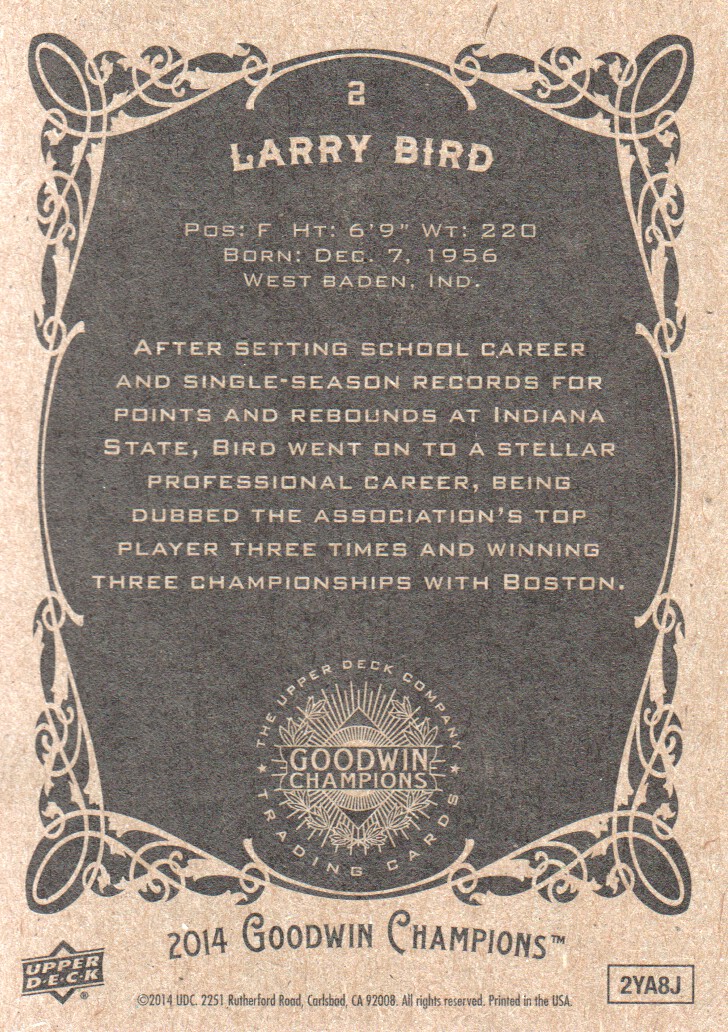 2
LARRY BIRD
POS: F HT: 6'9" WT: 220
BORN: DEC. 7, 1956
WEST BADEN, IND.
AFTER SETTING SCHOOL CAREER
AND SINGLE-SEASON RECORDS FOR
POINTS AND REBOUNDS AT INDIANA
STATE, BIRD WENT ON TO A STELLAR
PROFESSIONAL CAREER, BEING
DUBBED THE ASSOCIATION'S TOP
PLAYER THREE TIMES AND WINNING
THREE CHAMPIONSHIPS WITH BOSTON.
THE UPPER DECK COMPANY
GOODWIN
CHAMPIONS
★ TRADING CARDS ★
2014 GOODWIN CHAMPIONS™
UPPER
D•E•C•K®
©2014 UDC. 2251 Rutherford Road, Carlsbad, CA 92008. All rights reserved. Printed in the USA.
2YA8J